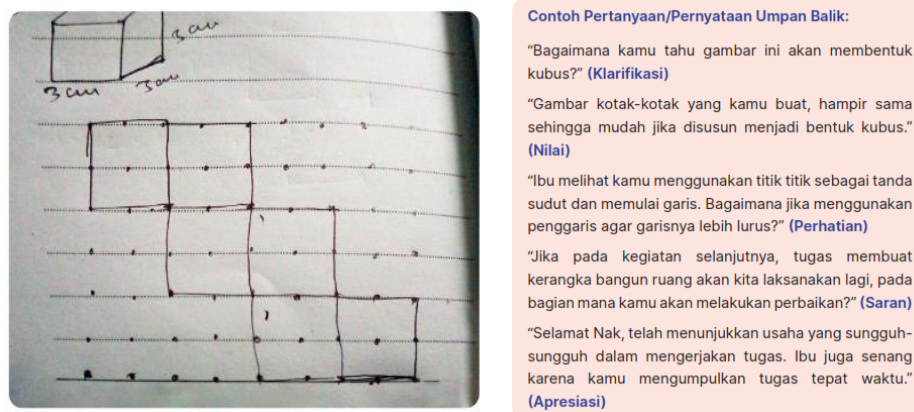 3 cm
3 cm
3 cm
Contoh Pertanyaan/Pernyataan Umpan Balik:
“Bagaimana kamu tahu gambar ini akan membentuk
kubus?” (Klarifikasi)
“Gambar kotak-kotak yang kamu buat, hampir sama
sehingga mudah jika disusun menjadi bentuk kubus.”
(Nilai)
“Ibu melihat kamu menggunakan titik titik sebagai tanda
sudut dan memulai garis. Bagaimana jika menggunakan
penggaris agar garisnya lebih lurus?” (Perhatian)
“Jika pada kegiatan selanjutnya, tugas membuat
kerangka bangun ruang akan kita laksanakan lagi, pada
bagian mana kamu akan melakukan perbaikan?” (Saran)
“Selamat Nak, telah menunjukkan usaha yang sungguh-
sungguh dalam mengerjakan tugas. Ibu juga senang
karena kamu mengumpulkan tugas tepat waktu.”
(Apresiasi)